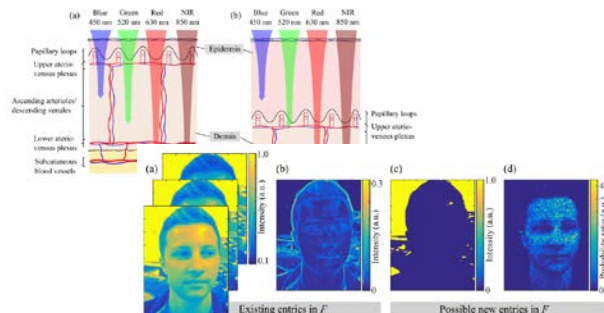 (a)
Blue Green Red NIR
450 nm 520 nm 630 nm 850 nm
(b)
Blue Green Red NIR
450 nm 520 nm 630 nm 850 nm
Papillary loops
Epidermis
Upper
venous plexus
Ascending arterioles/
descending venules
Papillary loops
Upper
venous plexus
Lower
venous plexus
Dermis
Subcutaneous
blood vessels
(a)
1.0
Intensity (a.u.)
0.1
(b)
0.3
Intensity (a.u.)
0
(c)
1.0
Intensity (a.u.)
0
(d)
0
Existing entries in F
Possible new entries in F